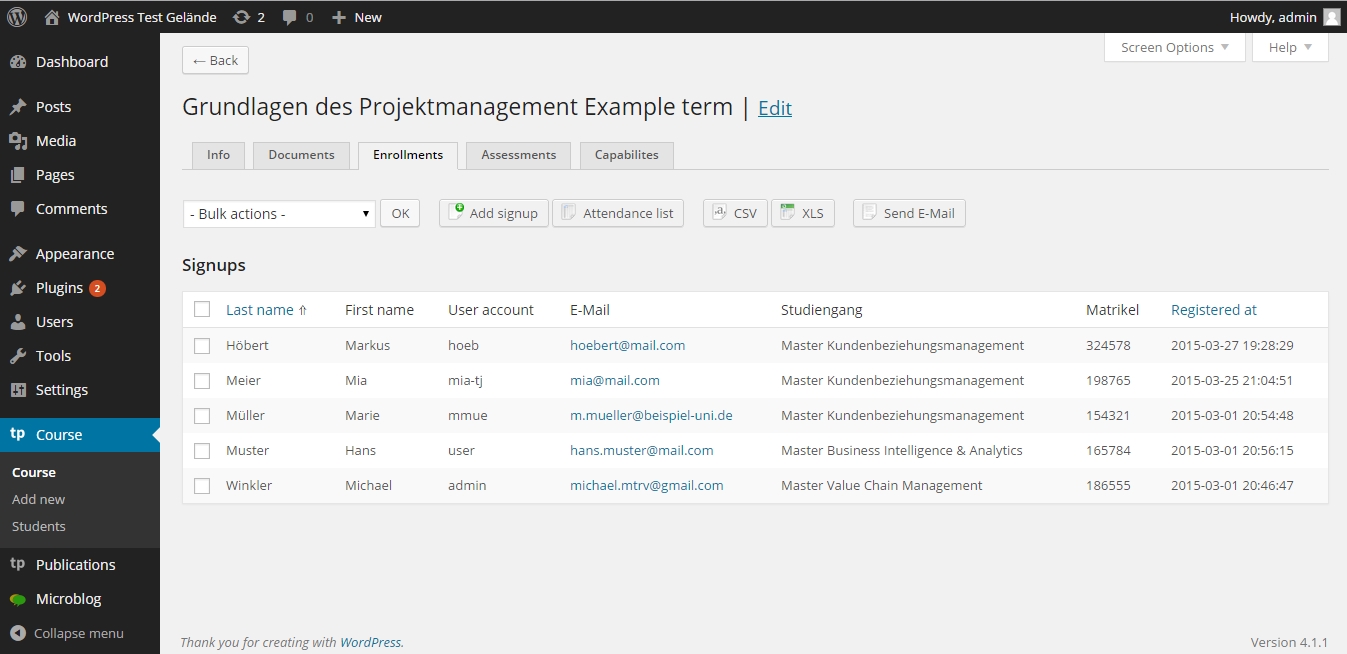 WordPress Test Gelände 2 0 New Howdy, admin
Dashboard
Posts
Media
Pages
Comments
Appearance
Plugins 2
Users
Tools
Settings
tp Course
Course
Add new
Students
tp Publications
Microblog
Collapse menu
← Back
Screen Options ▼ Help ▼
Grundlagen des Projektmanagement Example term | Edit
Info Documents Enrollments Assessments Capabilites
- Bulk actions - OK Add signup Attendance list CSV XLS Send E-Mail
Signups
Last name ⇑ First name User account E-Mail Studiengang Matrikel Registered at
Höbert Markus hoeb hoebert@mail.com Master Kundenbeziehungsmanagement 324578 2015-03-27 19:28:29
Meier Mia mia-tj mia@mail.com Master Kundenbeziehungsmanagement 198765 2015-03-25 21:04:51
Müller Marie mmue m.mueller@beispiel-uni.de Master Kundenbeziehungsmanagement 154321 2015-03-01 20:54:48
Muster Hans user hans.muster@mail.com Master Business Intelligence & Analytics 165784 2015-03-01 20:56:15
Winkler Michael admin michael.mtrv@gmail.com Master Value Chain Management 186555 2015-03-01 20:46:47
Thank you for creating with WordPress. Version 4.1.1